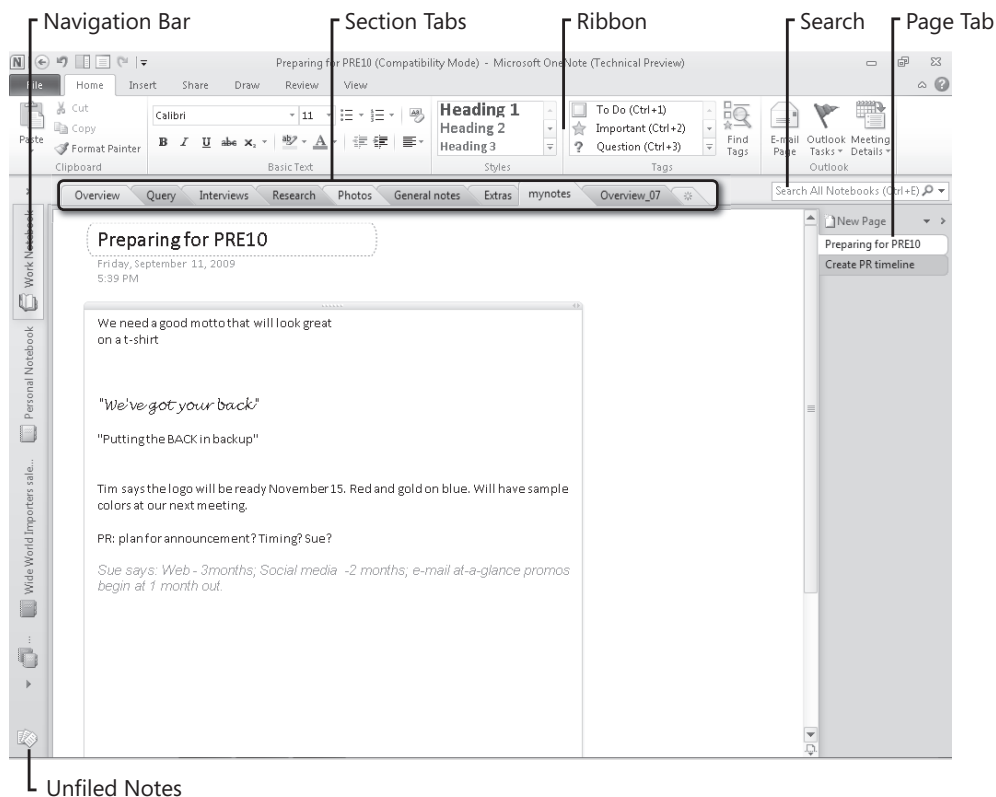 Navigation Bar Section Tabs Ribbon Search Page Tab
Preparing for PRE10 (Compatibility Mode) - Microsoft OneNote (Technical Preview)
File Home Insert Share Draw Review View
Paste
Cut
Copy
Format Painter
Clipboard
Calibri 11
B I U abc X₂ aby A
Basic Text
Heading 1
Heading 2
Heading 3
Styles
To Do (Ctrl+1)
Important (Ctrl+2)
? Question (Ctrl+3)
Tags
Find
Tags
E-mail
Page
Outlook
Tasks
Meeting
Details
Outlook
Overview Query Interviews Research Photos General notes Extras mynotes Overview_07
Search All Notebooks (Ctrl+E)
Work Notebook
Personal Notebook
Wide World Importers sale...
...
Preparing for PRE10
Friday, September 11, 2009
5:39 PM
We need a good motto that will look great
on a t-shirt
"We've got your back"
"Putting the BACK in backup"
Tim says the logo will be ready November 15. Red and gold on blue. Will have sample
colors at our next meeting.
PR: plan for announcement? Timing? Sue?
Sue says: Web - 3months; Social media -2 months; e-mail at-a-glance promos
begin at 1 month out.
New Page
Preparing for PRE10
Create PR timeline
Unfiled Notes